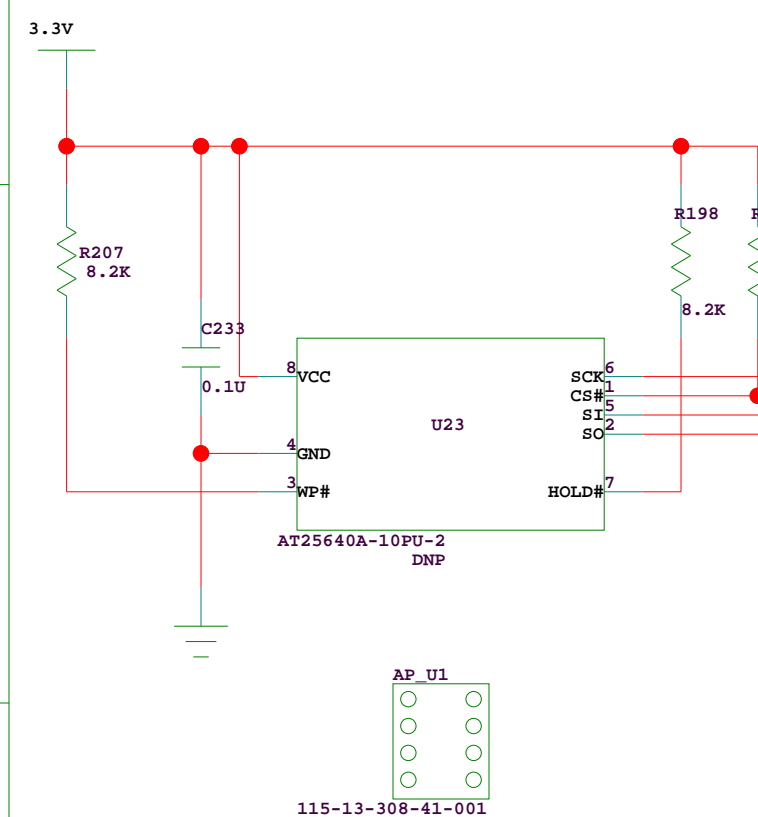 3.3V
R198
R
R207
8.2K
8.2K
C233
0.1U
8
VCC
SCK
6
CS#
1
SI
5
SO
2
U23
4
GND
3
WP#
HOLD#
7
AT25640A-10PU-2
DNP
AP_U1
115-13-308-41-001